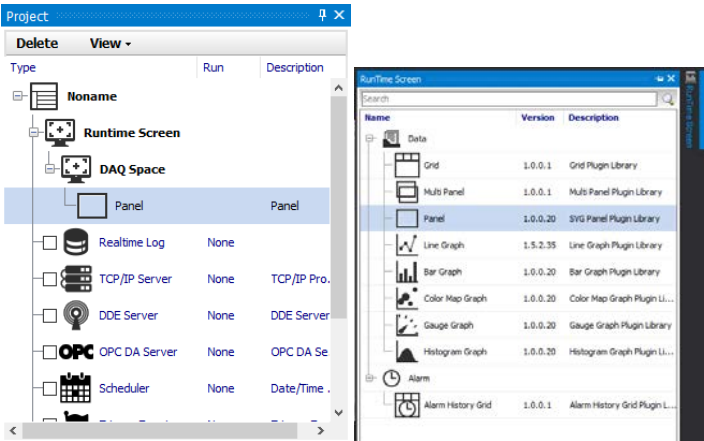 Project
Delete View
Type Run Description
Noname
Runtime Screen
DAQ Space
Panel Panel
Realtime Log None
TCP/IP Server None TCP/IP Pro.
DDE Server None DDE Server
OPC OPC DA Server None OPC DA Se
Scheduler None Date/Time .
RunTime Screen
Search
Name Version Description
Data
Grid 1.0.0.1 Grid Plugin Library
Multi Panel 1.0.0.1 Multi Panel Plugin Library
Panel 1.0.0.20 SVG Panel Plugin Library
Line Graph 1.5.2.35 Line Graph Plugin Library
Bar Graph 1.0.0.20 Bar Graph Plugin Library
Color Map Graph 1.0.0.20 Color Map Graph Plugin Li...
Gauge Graph 1.0.0.20 Gauge Graph Plugin Library
Histogram Graph 1.0.0.20 Histogram Graph Plugin Li...
Alarm
Alarm History Grid 1.0.0.1 Alarm History Grid Plugin L...
RunTime Screen